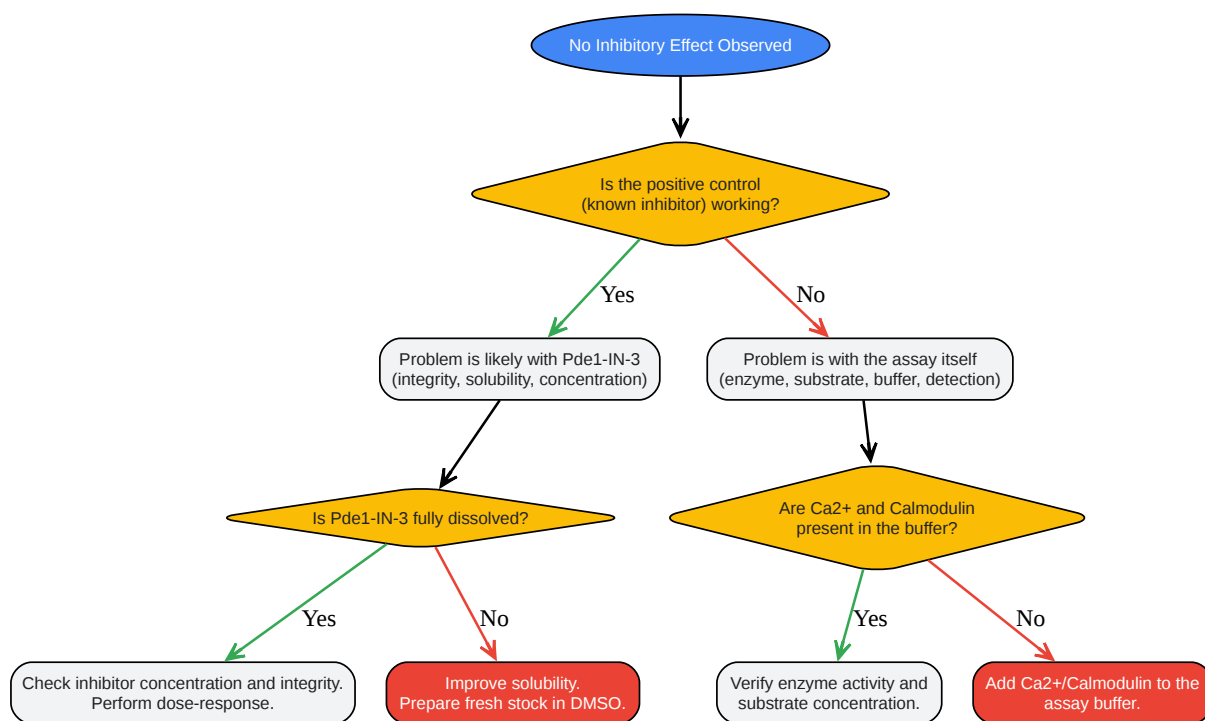 No Inhibitory Effect Observed
Is the positive control
(known inhibitor) working?
Yes
No
Problem is likely with Pde1-IN-3
(integrity, solubility, concentration)
Problem is with the assay itself
(enzyme, substrate, buffer, detection)
Is Pde1-IN-3 fully dissolved?
Are Ca2+ and Calmodulin
present in the buffer?
Yes
No
Yes
No
Check inhibitor concentration and integrity.
Perform dose-response.
Improve solubility.
Prepare fresh stock in DMSO.
Verify enzyme activity and
substrate concentration.
Add Ca2+/Calmodulin to the
assay buffer.